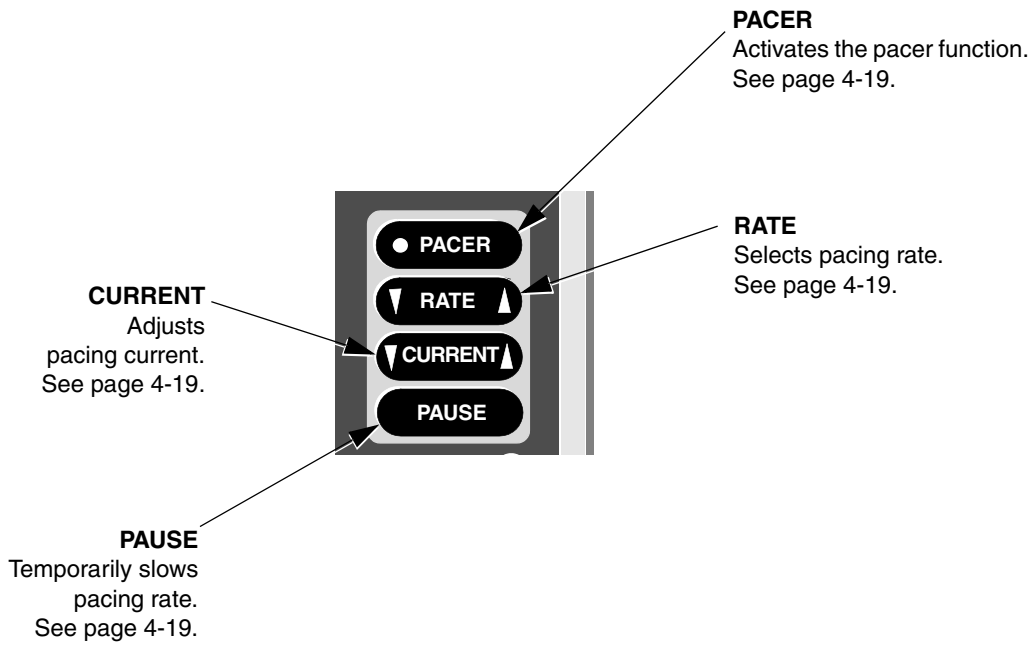 PACER
Activates the pacer function.
See page 4-19.
RATE
Selects pacing rate.
See page 4-19.
CURRENT
Adjusts
pacing current.
See page 4-19.
PACER
RATE
CURRENT
PAUSE
PAUSE
Temporarily slows
pacing rate.
See page 4-19.